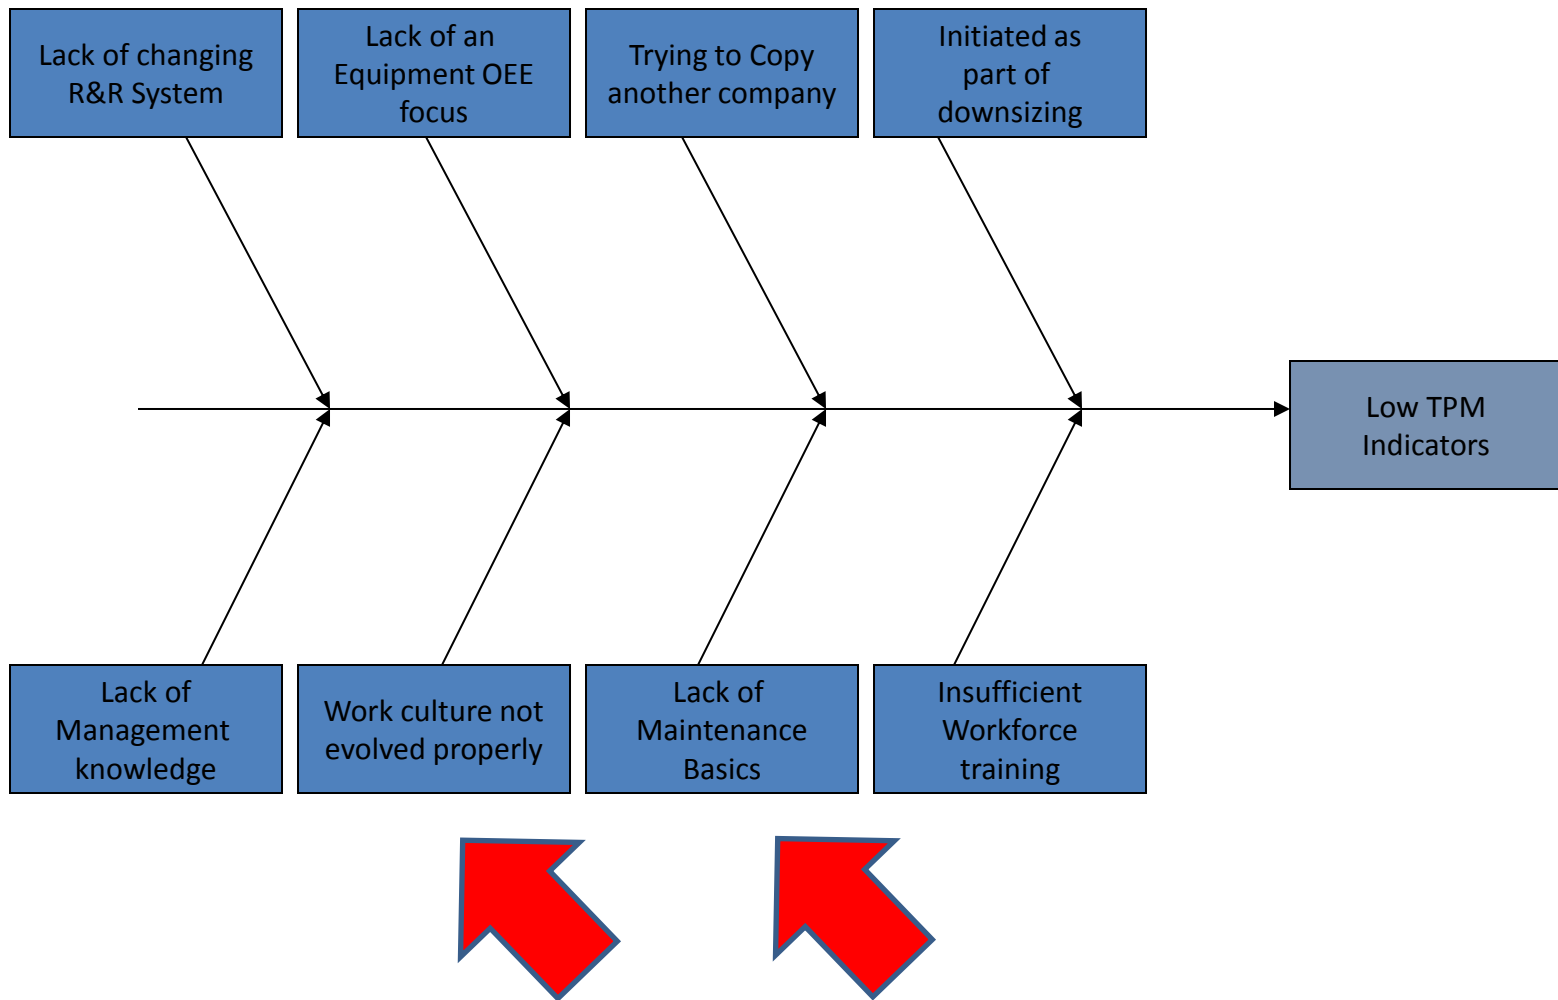 Lack of changing
R&R System
Lack of an
Equipment OEE
focus
Trying to Copy
another company
Initiated as
part of
downsizing
Low TPM
Indicators
Lack of
Management
knowledge
Work culture not
evolved properly
Lack of
Maintenance
Basics
Insufficient
Workforce
training